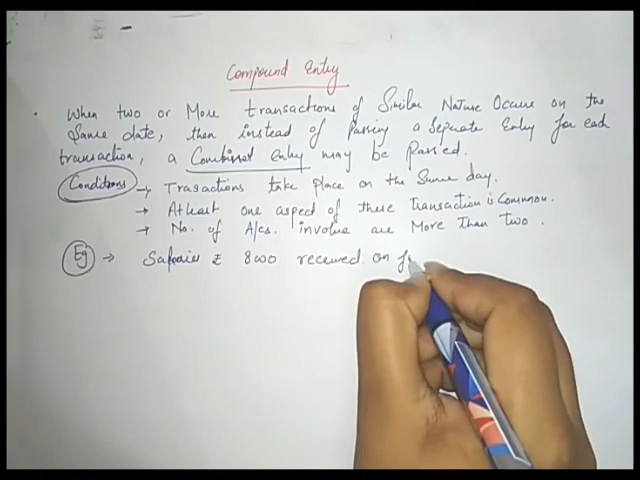 Compound Entry
When two or More transactions of Similar Nature Occurs on the
Same date, then instead of Passing a Separate Entry for each
transaction, a Combined entry may be Passed.
Conditions → Trasactions take place on the Same day.
→ Atleast one aspect of these transaction is Common.
→ No. of A/cs. involve are More Than two.
Eg → Salaries ₹ 8000 received on